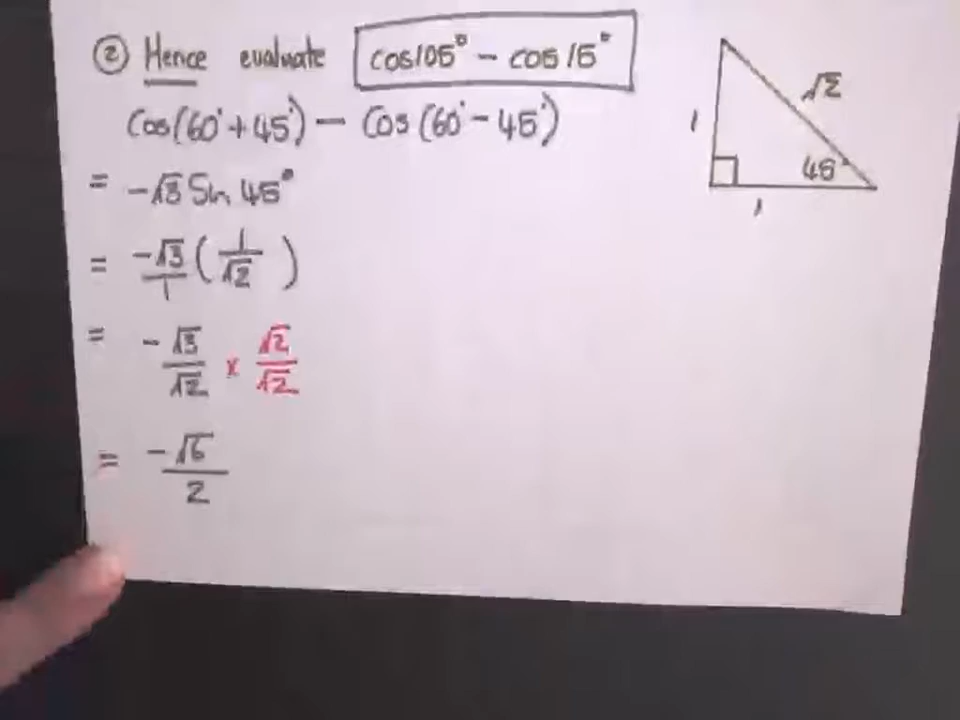 ② Hence evaluate cos105° - cos15°
Cos(60°+45°) - Cos(60°-45°)
= -√3 Sin 45°
= -√3/1 (1/√2)
= -√3/√2 x √2/√2
= -√6/2
√2
1
45°
1